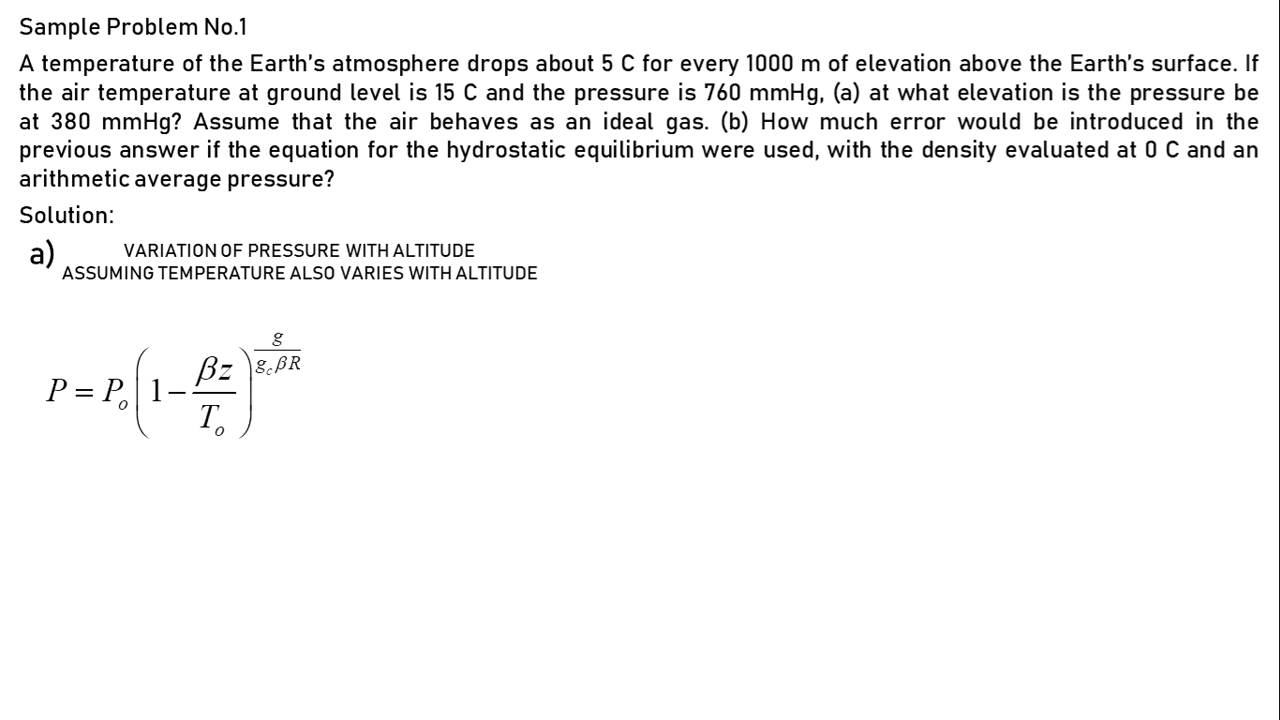 Sample Problem No.1
A temperature of the Earth's atmosphere drops about 5 C for every 1000 m of elevation above the Earth's surface. If
the air temperature at ground level is 15 C and the pressure is 760 mmHg, (a) at what elevation is the pressure be
at 380 mmHg? Assume that the air behaves as an ideal gas. (b) How much error would be introduced in the
previous answer if the equation for the hydrostatic equilibrium were used, with the density evaluated at 0 C and an
arithmetic average pressure?
Solution:
a) VARIATION OF PRESSURE WITH ALTITUDE
ASSUMING TEMPERATURE ALSO VARIES WITH ALTITUDE
P = P_o (1 − βz/T_o)^(g/(g_c βR))